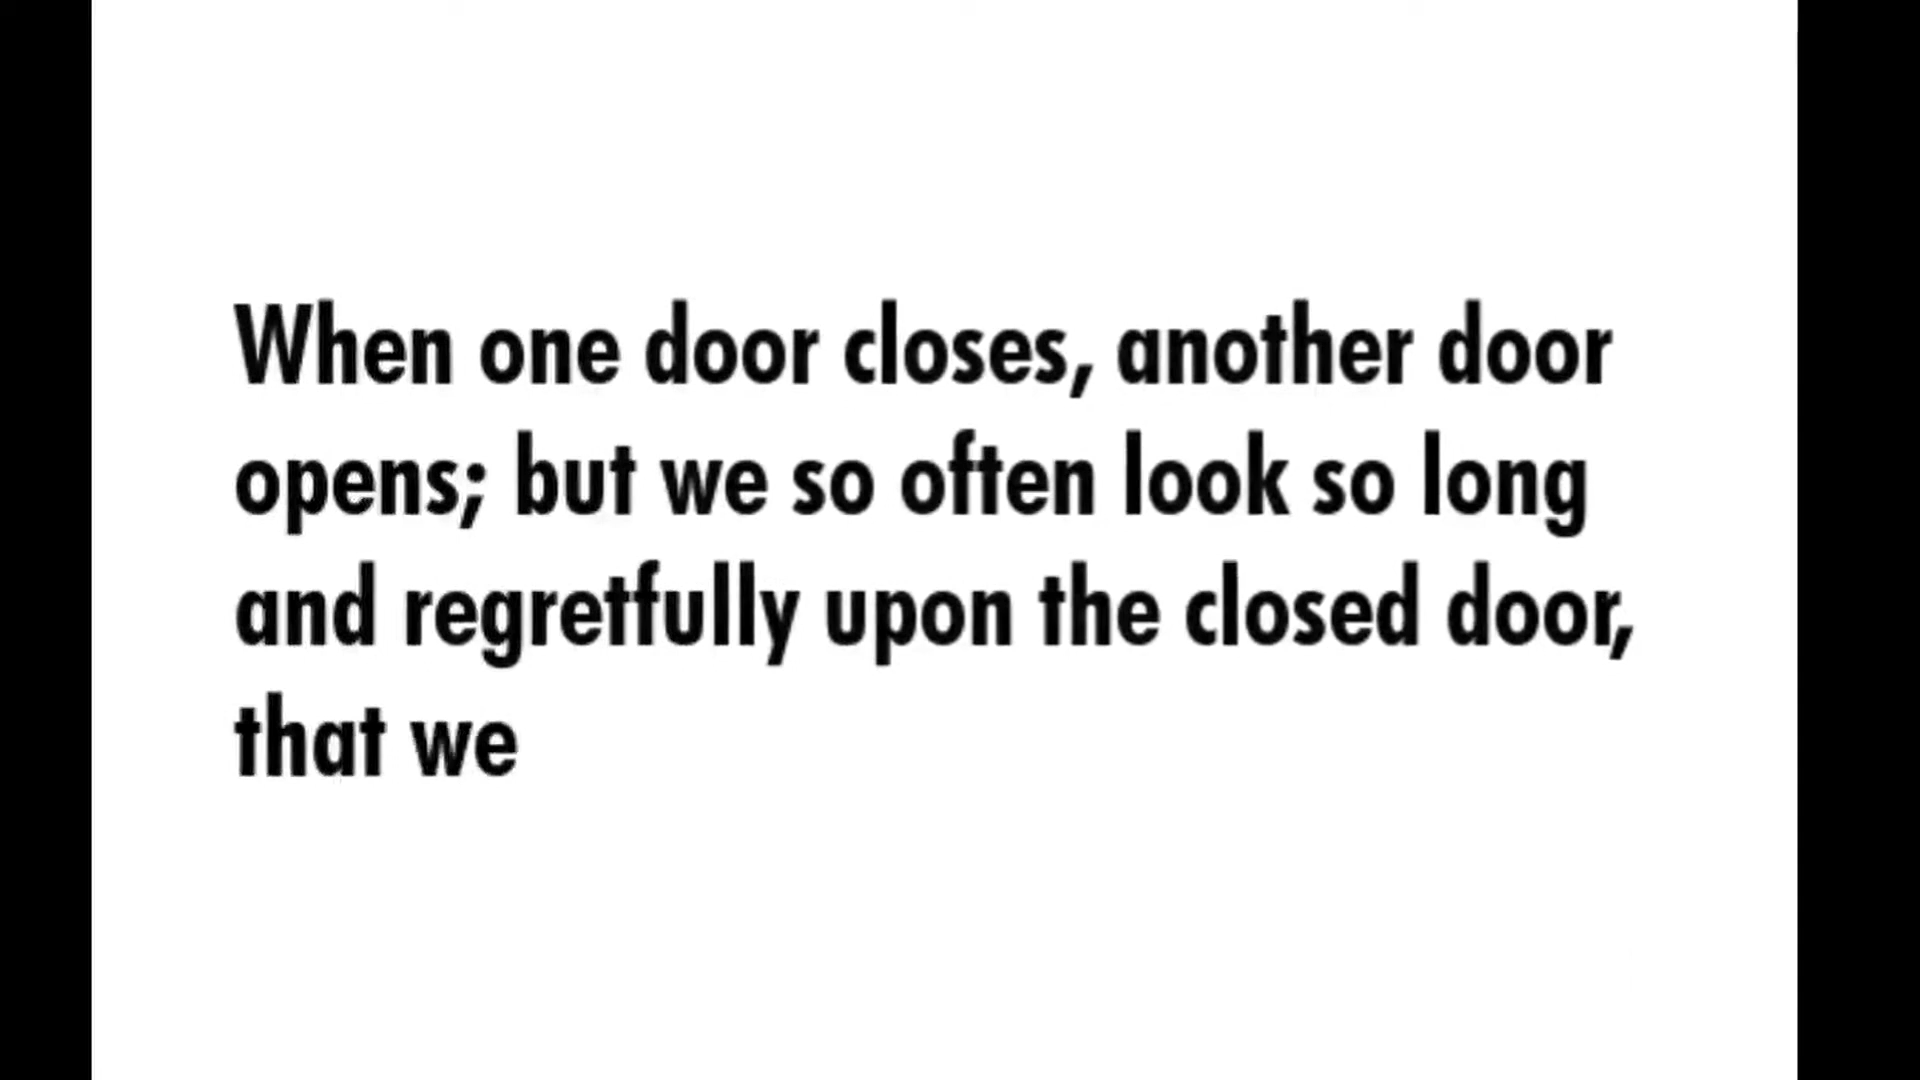 When one door closes, another door
opens; but we so often look so long
and regretfully upon the closed door,
that we